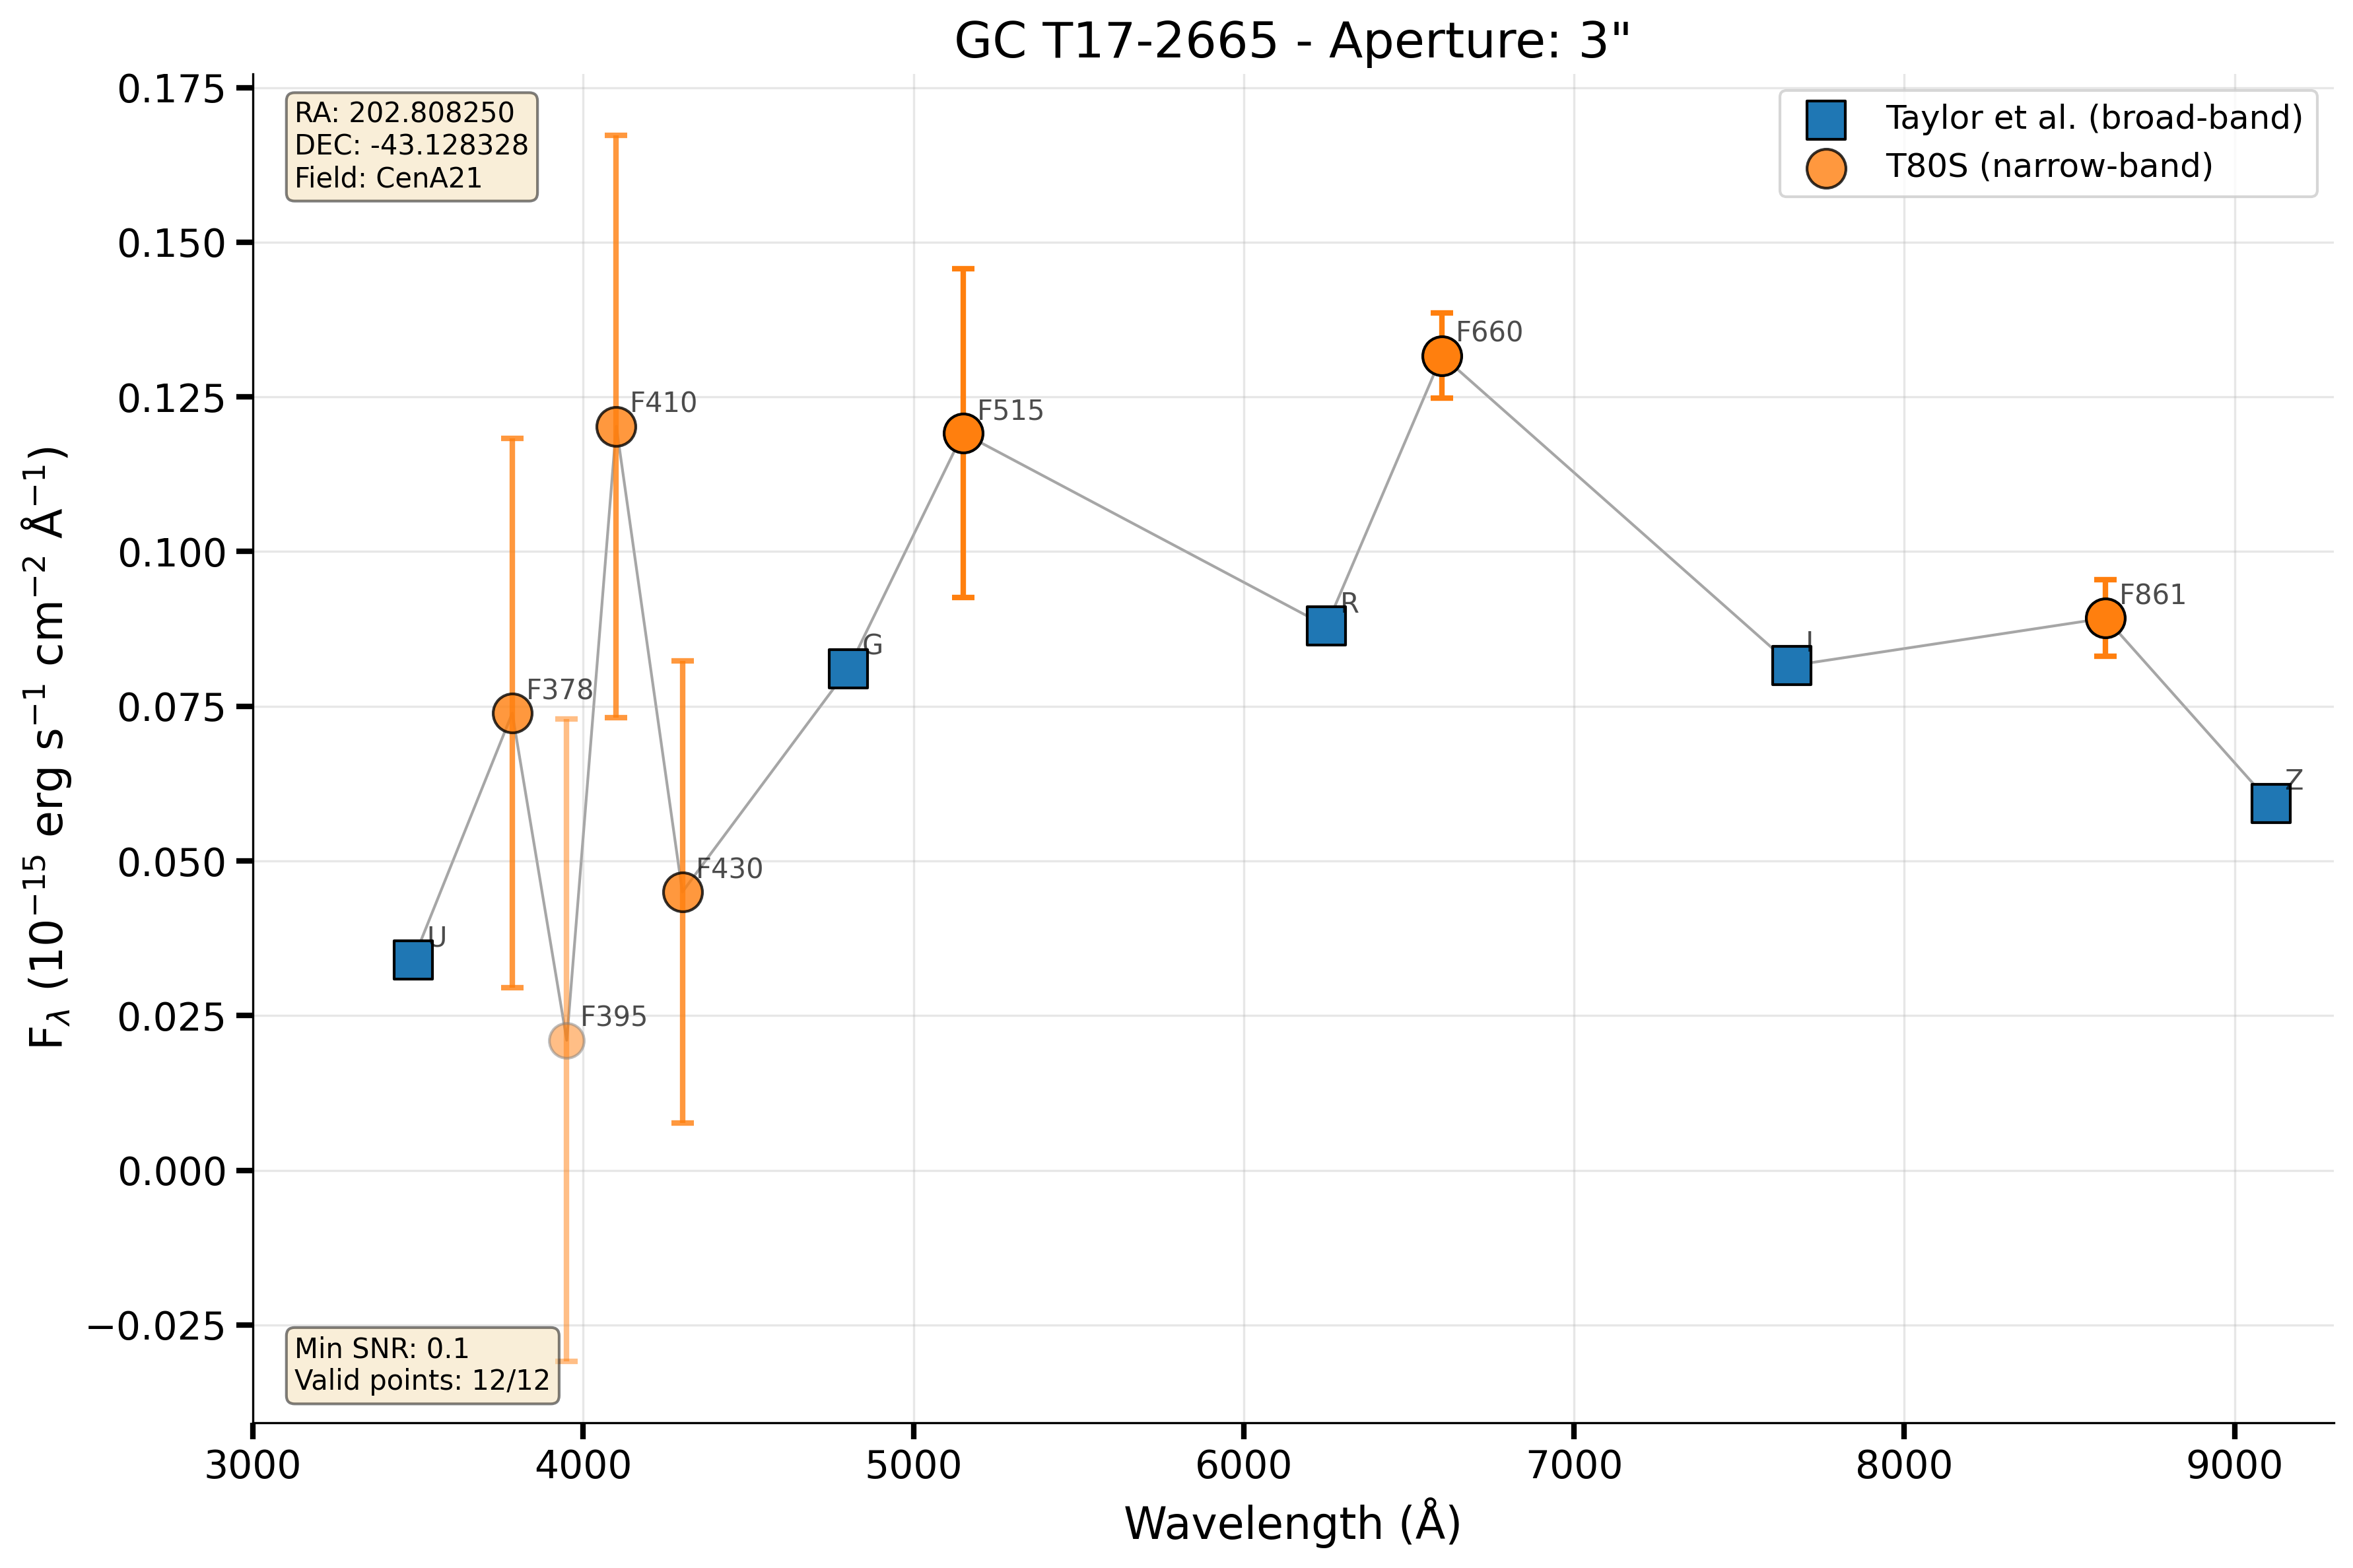 GC T17-2665 - Aperture: 3"
RA: 202.808250
DEC: -43.128328
Field: CenA21
Taylor et al. (broad-band)
T80S (narrow-band)
0.175
0.150
0.125
0.100
0.075
0.050
0.025
0.000
−0.025
F410
F515
F660
F378
G
R
I
F861
F430
U
Z
F395
Min SNR: 0.1
Valid points: 12/12
3000 4000 5000 6000 7000 8000 9000
Wavelength (Å)
Fλ (10⁻¹⁵ erg s⁻¹ cm⁻² Å⁻¹)